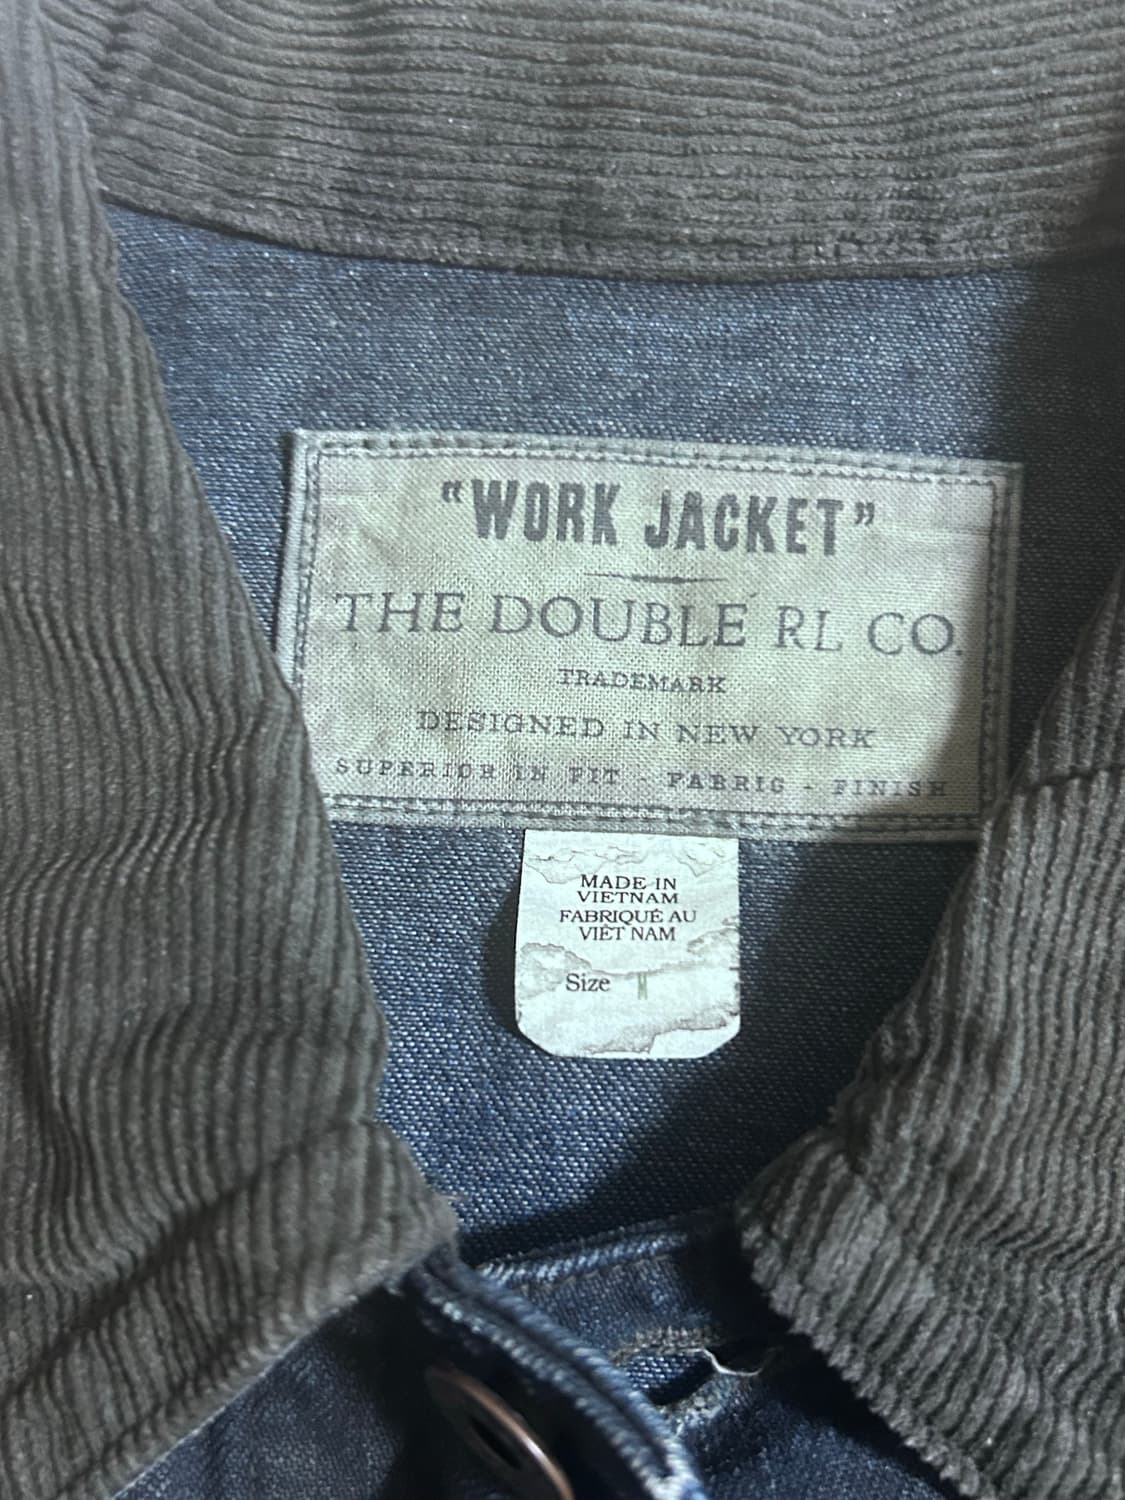 "WORK JACKET"
THE DOUBLE RL CO.
TRADEMARK
DESIGNED IN NEW YORK
SUPERIOR IN FIT - FABRIC - FINISH
MADE IN
VIETNAM
FABRIQUÉ AU
VIÊT NAM
Size M